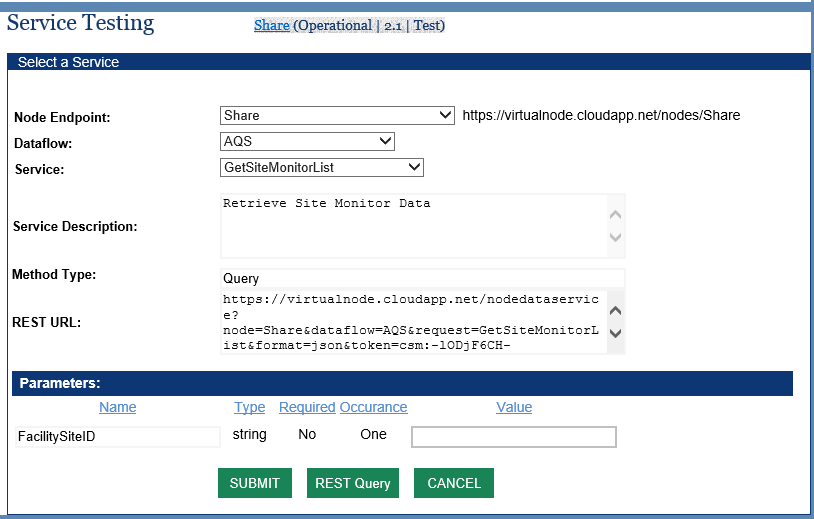 Service Testing
Share (Operational | 2.1 | Test)
Select a Service
Node Endpoint: Share https://virtualnode.cloudapp.net/nodes/Share
Dataflow: AQS
Service: GetSiteMonitorList
Service Description: Retrieve Site Monitor Data
Method Type: Query
REST URL: https://virtualnode.cloudapp.net/nodedataservic
e?
node=Share&dataflow=AQS&request=GetSiteMonitorL
ist&format=json&token=csm:-lODjF6CH-
Parameters:
Name Type Required Occurance Value
FacilitySiteID string No One
SUBMIT REST Query CANCEL